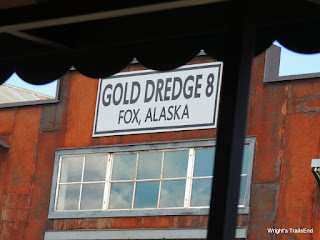 GOLD DREDGE 8
FOX, ALASKA
Wright's TrailsEnd